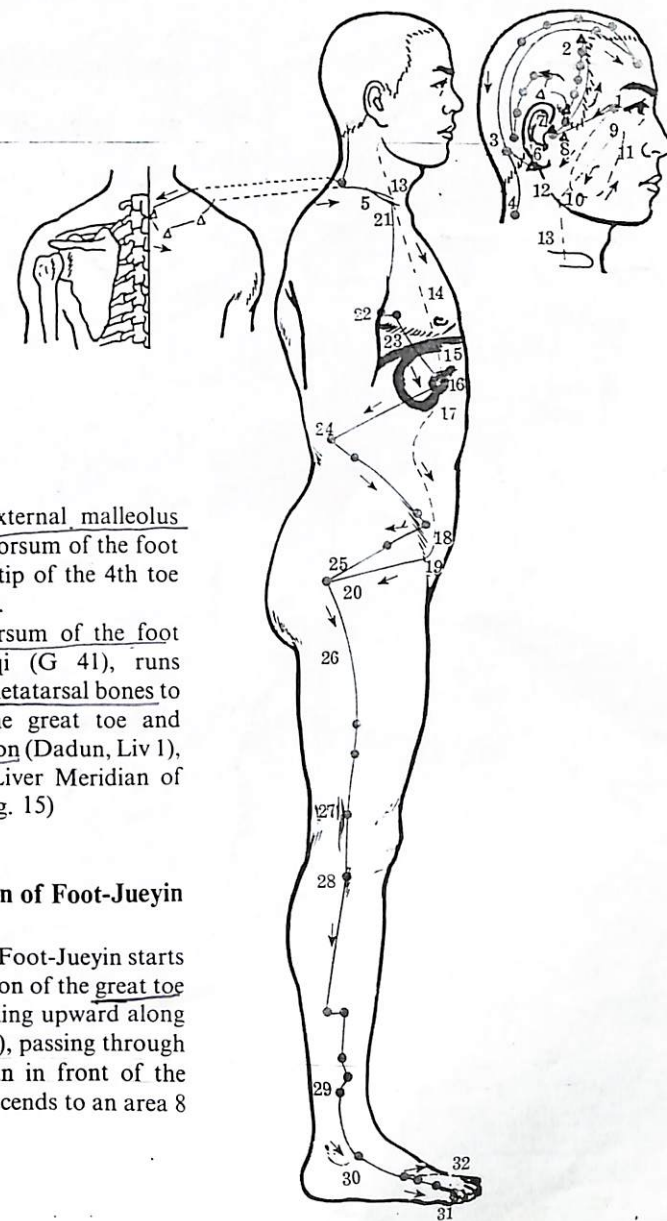 2
1
3
7
9
8
11
6
12
10
4
13
13
5
21
14
22
23
15
16
17
24
18
19
25
20
26
27
28
29
30
32
31
xternal malleolus
orsum of the foot
tip of the 4th toe
.
rsum of the foot
qi (G 41), runs
etatarsal bones to
e great toe and
on (Dadun, Liv 1),
Liver Meridian of
g. 15)
n of Foot-Jueyin
Foot-Jueyin starts
on of the great toe
ing upward along
), passing through
n in front of the
cends to an area 8